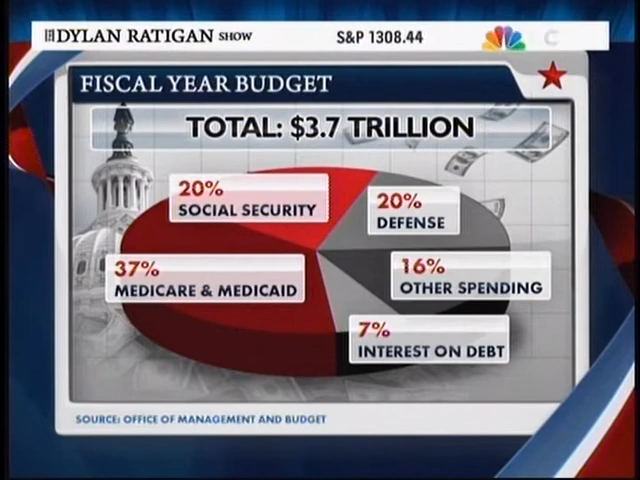 THE DYLAN RATIGAN SHOW
S&P 1308.44
C
FISCAL YEAR BUDGET
TOTAL: $3.7 TRILLION
20%
SOCIAL SECURITY
20%
DEFENSE
37%
MEDICARE & MEDICAID
16%
OTHER SPENDING
7%
INTEREST ON DEBT
SOURCE: OFFICE OF MANAGEMENT AND BUDGET